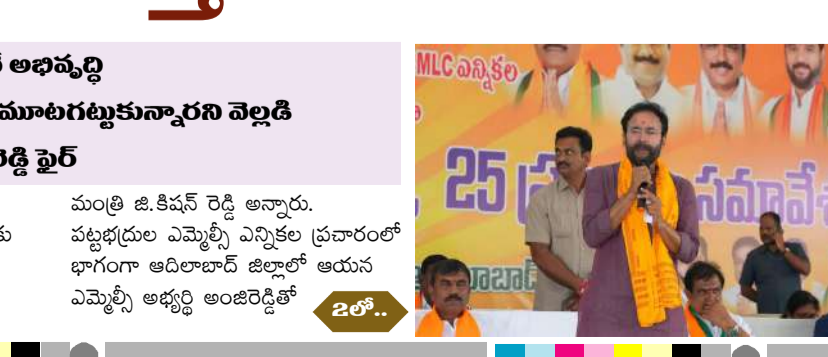 అభివృద్ధి
మూటగట్టుకున్నారని వెల్లడి
రెడ్డి ఫైర్
మంత్రి జి.కిషన్ రెడ్డి అన్నారు.
పట్టభద్రుల ఎమ్మెల్సీ ఎన్నికల ప్రచారంలో
భాగంగా ఆదిలాబాద్ జిల్లాలో ఆయన
ఎమ్మెల్సీ అభ్యర్థి అంజిరెడ్డితో
2లో..
MLC ఎన్నికల
25
సమావేశ